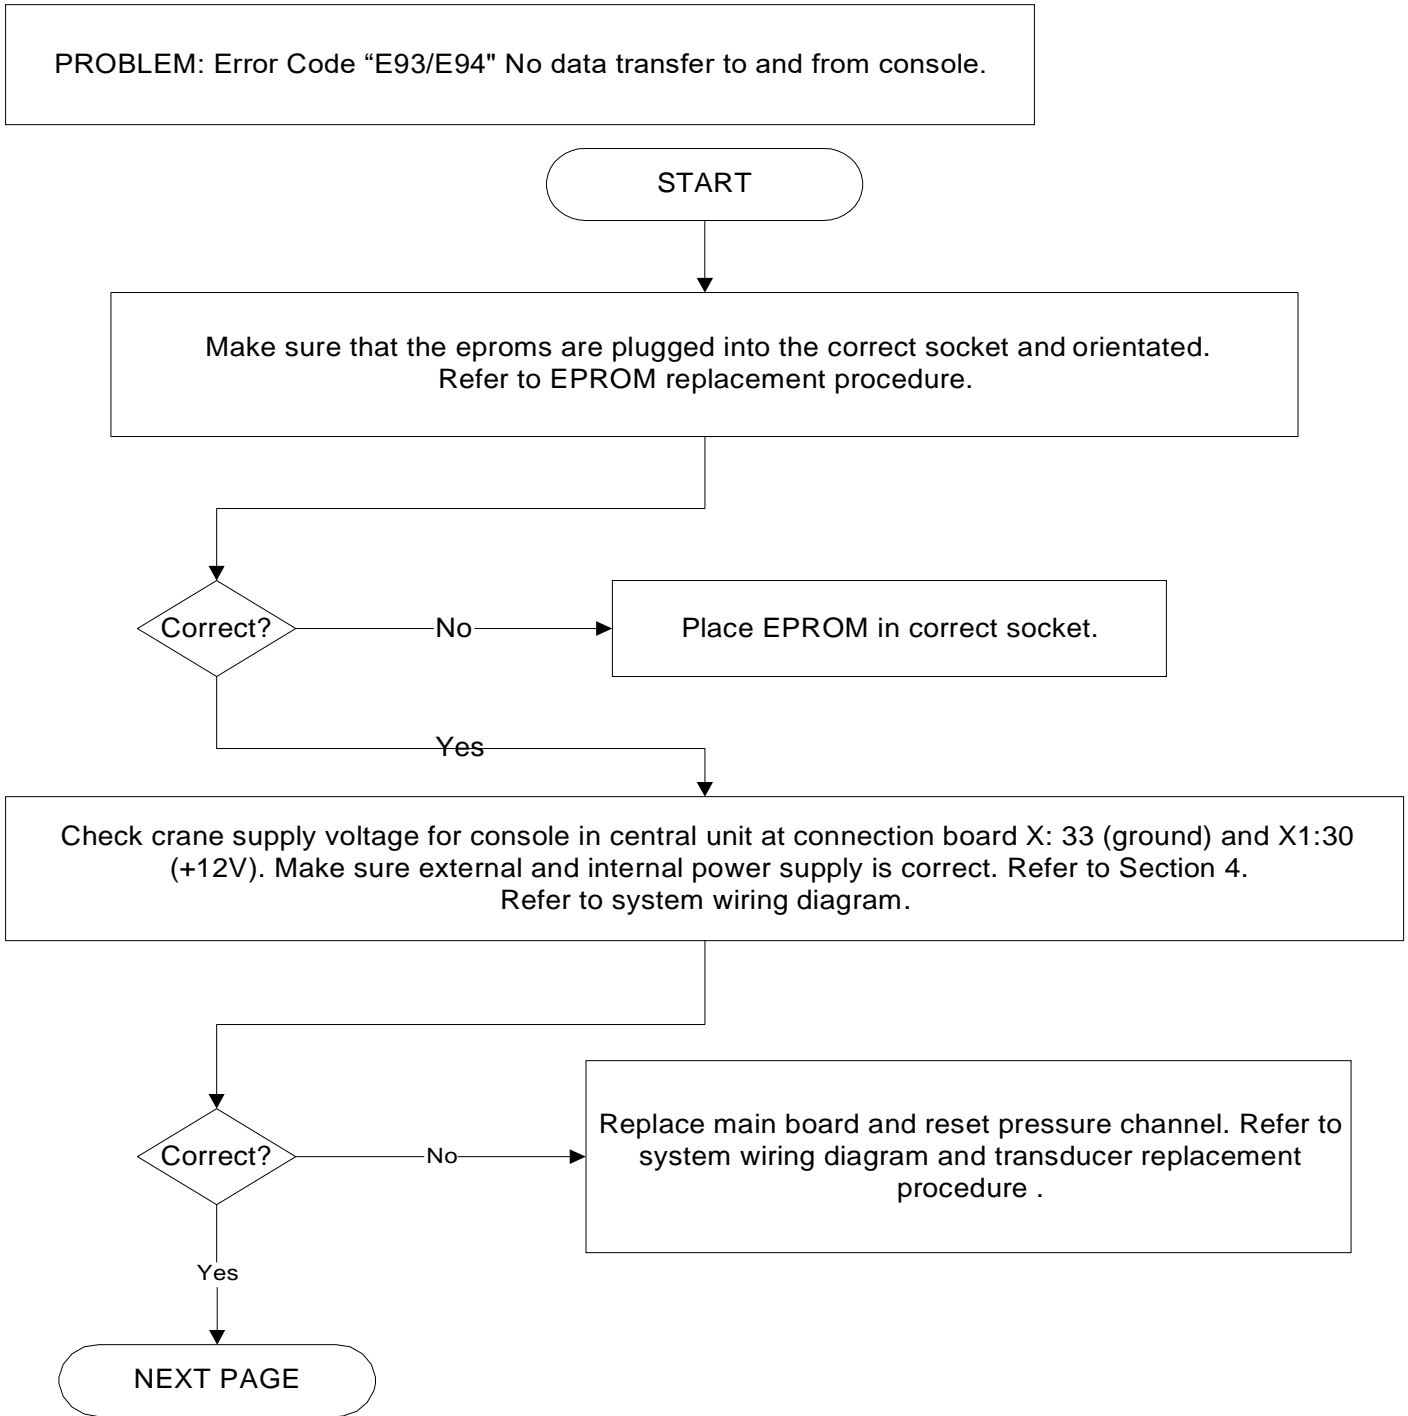 PROBLEM: Error Code “E93/E94" No data transfer to and from console.
START
Make sure that the eproms are plugged into the correct socket and orientated.
Refer to EPROM replacement procedure.
Correct?
No
Place EPROM in correct socket.
Yes
Check crane supply voltage for console in central unit at connection board X: 33 (ground) and X1:30
(+12V). Make sure external and internal power supply is correct. Refer to Section 4.
Refer to system wiring diagram.
Correct?
No
Replace main board and reset pressure channel. Refer to
system wiring diagram and transducer replacement
procedure .
Yes
NEXT PAGE